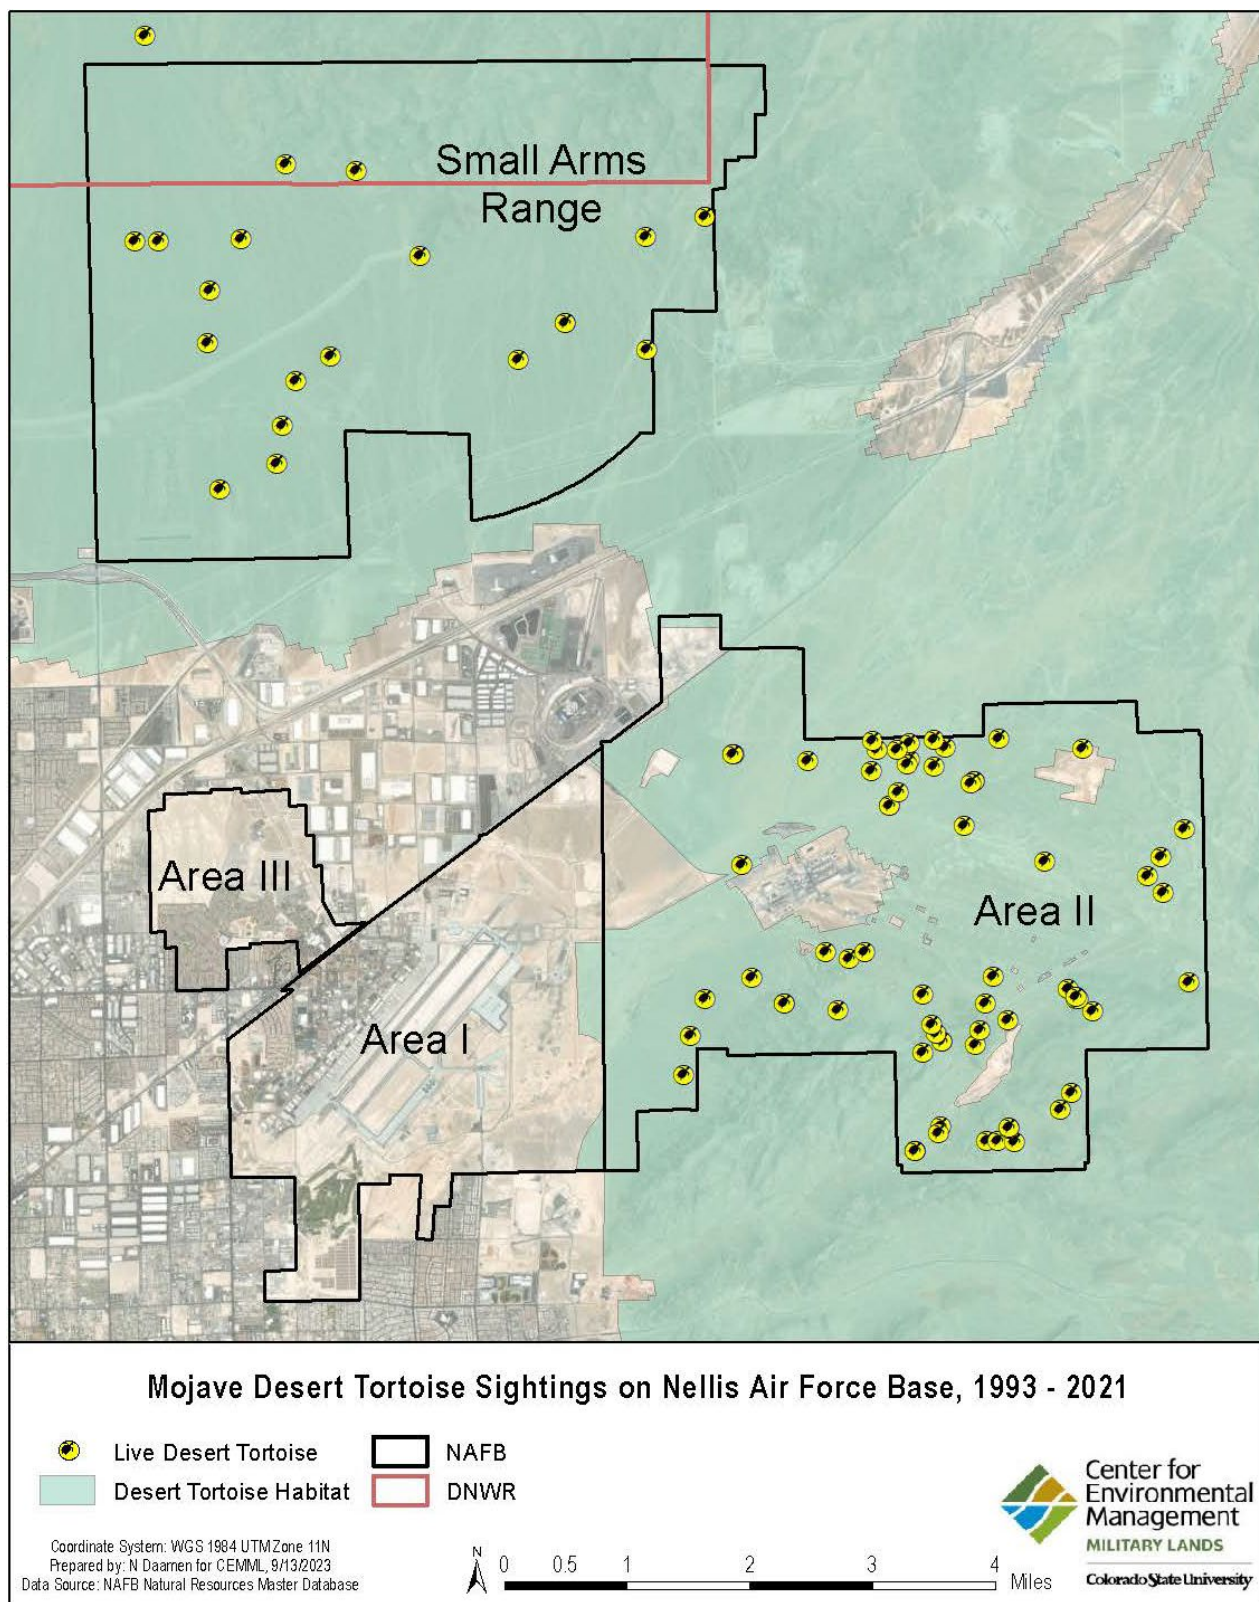 Small Arms
Range
Area III
Area II
Area I
Mojave Desert Tortoise Sightings on Nellis Air Force Base, 1993 - 2021
Live Desert Tortoise
NAFB
Desert Tortoise Habitat
DNWR
Coordinate System: WGS 1984 UTM Zone 11N
Prepared by: N Daamen for CEMML, 9/13/2023
Data Source: NAFB Natural Resources Master Database
N
0 0.5 1 2 3 4
Miles
Center for
Environmental
Management
MILITARY LANDS
Colorado State University